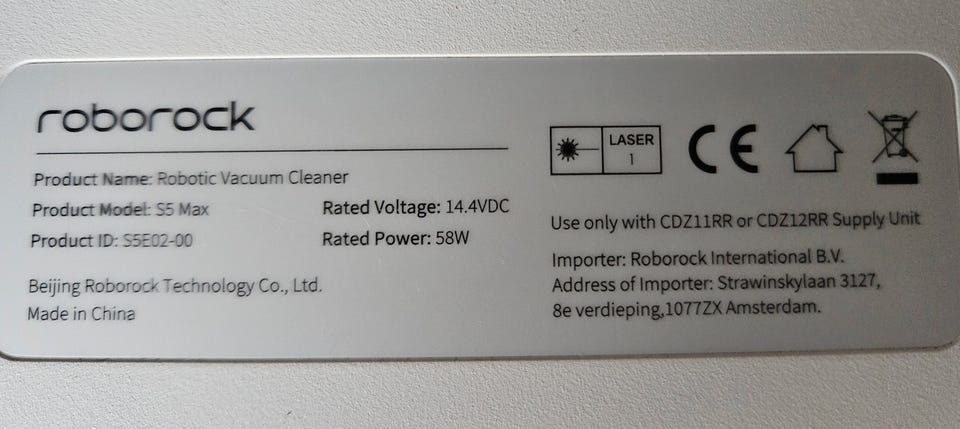 roborock
Product Name: Robotic Vacuum Cleaner
Product Model: S5 Max
Rated Voltage: 14.4VDC
Product ID: S5E02-00
Rated Power: 58W
Beijing Roborock Technology Co., Ltd.
Made in China
LASER
1
CE
Use only with CDZ11RR or CDZ12RR Supply Unit
Importer: Roborock International B.V.
Address of Importer: Strawinskylaan 3127,
8e verdieping,1077ZX Amsterdam.